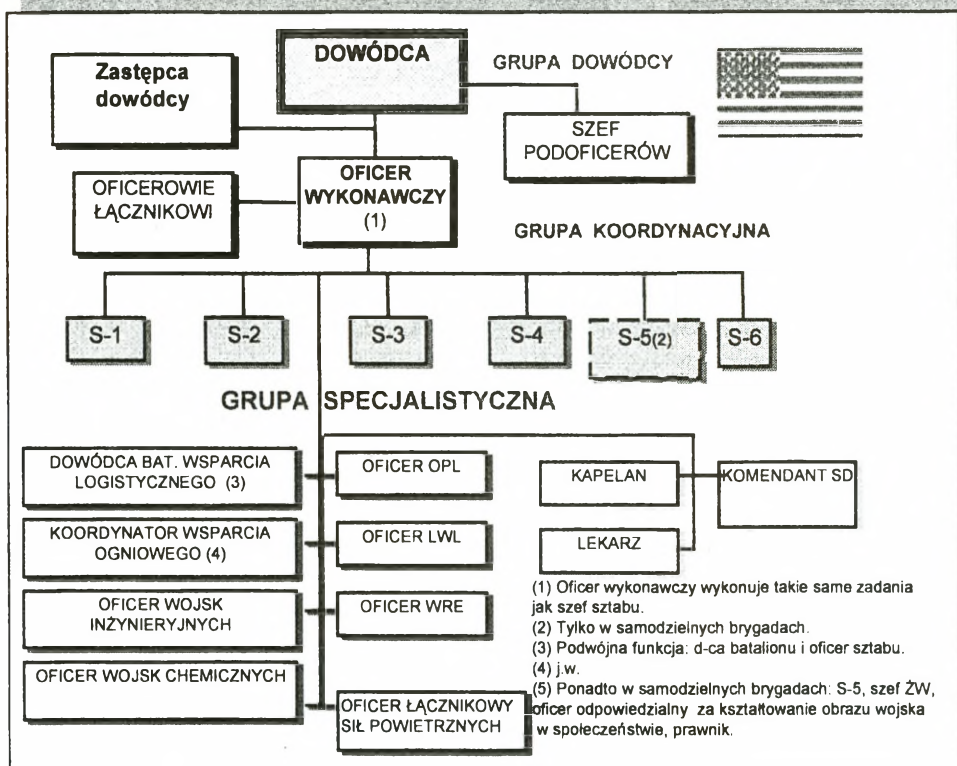 DOWÓDCA
GRUPA DOWÓDCY
Zastępca
dowódcy
SZEF
PODOFICERÓW
OFICER
WYKONAWCZY
(1)
OFICEROWIE
ŁĄCZNIKOWI
GRUPA KOORDYNACYJNA
S-1
S-2
S-3
S-4
S-5(2)
S-6
GRUPA SPECJALISTYCZNA
DOWÓDCA BAT. WSPARCIA
LOGISTYCZNEGO (3)
OFICER OPL
KAPELAN
KOMENDANT SD
KOORDYNATOR WSPARCIA
OGNIOWEGO (4)
OFICER LWL
LEKARZ
OFICER WOJSK
INŻYNIERYJNYCH
OFICER WRE
OFICER WOJSK CHEMICZNYCH
OFICER ŁĄCZNIKOWY
SIŁ POWIETRZNYCH
(1) Oficer wykonawczy wykonuje takie same zadania
jak szef sztabu.
(2) Tylko w samodzielnych brygadach.
(3) Podwójna funkcja: d-ca batalionu i oficer sztabu.
(4) j.w.
(5) Ponadto w samodzielnych brygadach: S-5, szef ŻW,
oficer odpowiedzialny za kształtowanie obrazu wojska
w społeczeństwie, prawnik.